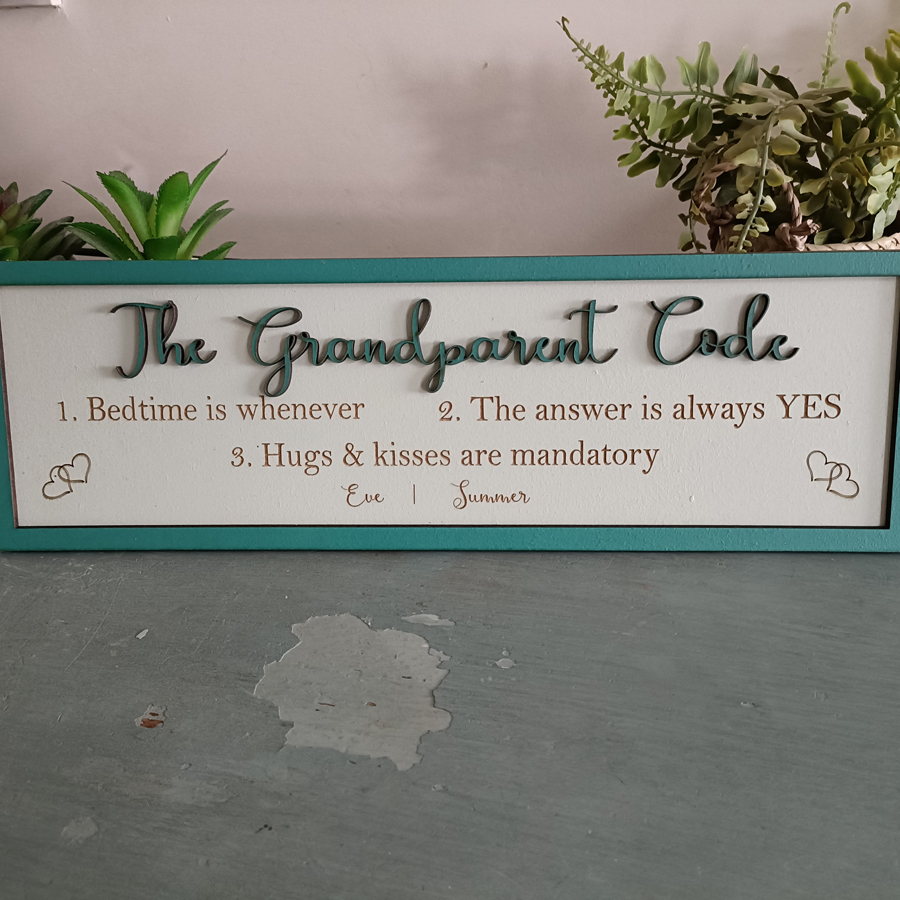 The Grandparent Code
1. Bedtime is whenever 2. The answer is always YES
3. Hugs & kisses are mandatory
Eve | Summer